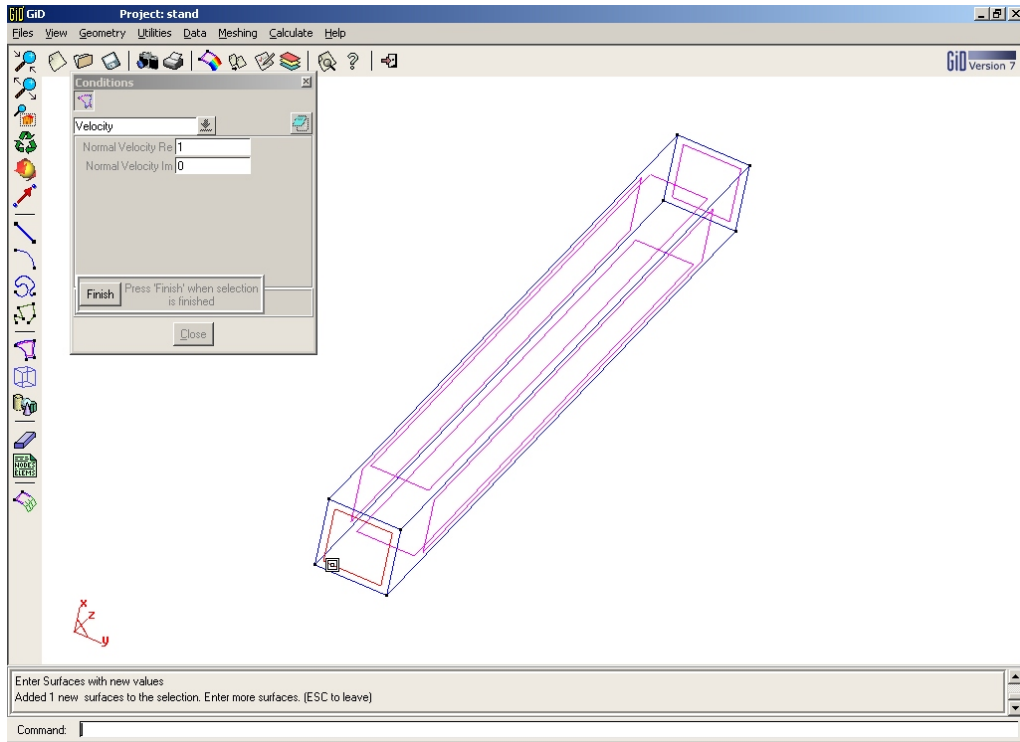 GiD Project: stand
Files View Geometry Utilities Data Meshing Calculate Help
GiD Version 7
Conditions
Velocity
Normal Velocity Re 1
Normal Velocity Im 0
Finish
Press 'Finish' when selection
is finished
Close
NODES
ELEMS
x
z
y
Enter Surfaces with new values
Added 1 new surfaces to the selection. Enter more surfaces. (ESC to leave)
Command: